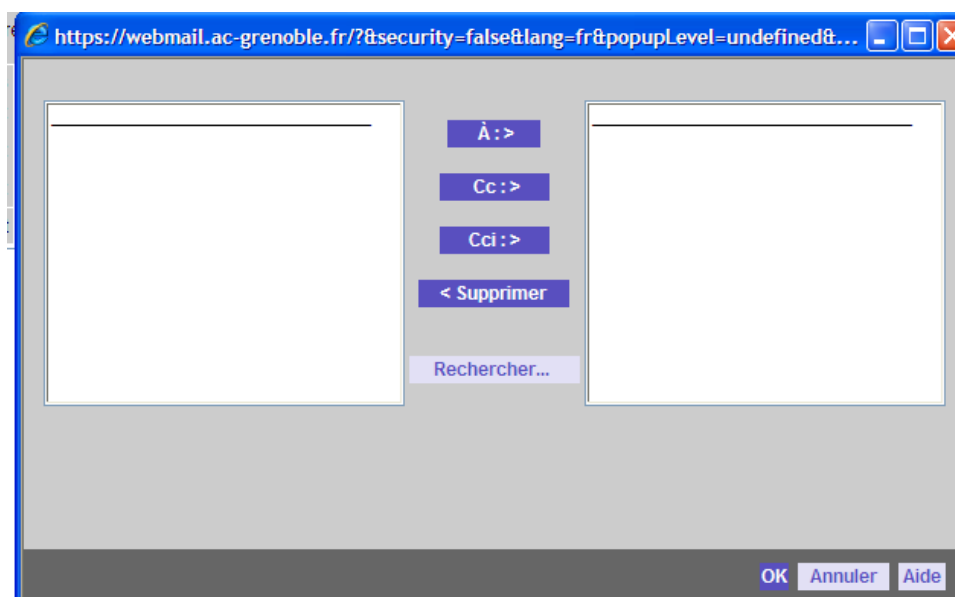 https://webmail.ac-grenoble.fr/?&security=false&lang=fr&popupLevel=undefined&...
À :>
Cc :>
Cci :>
< Supprimer
Rechercher...
OK Annuler Aide